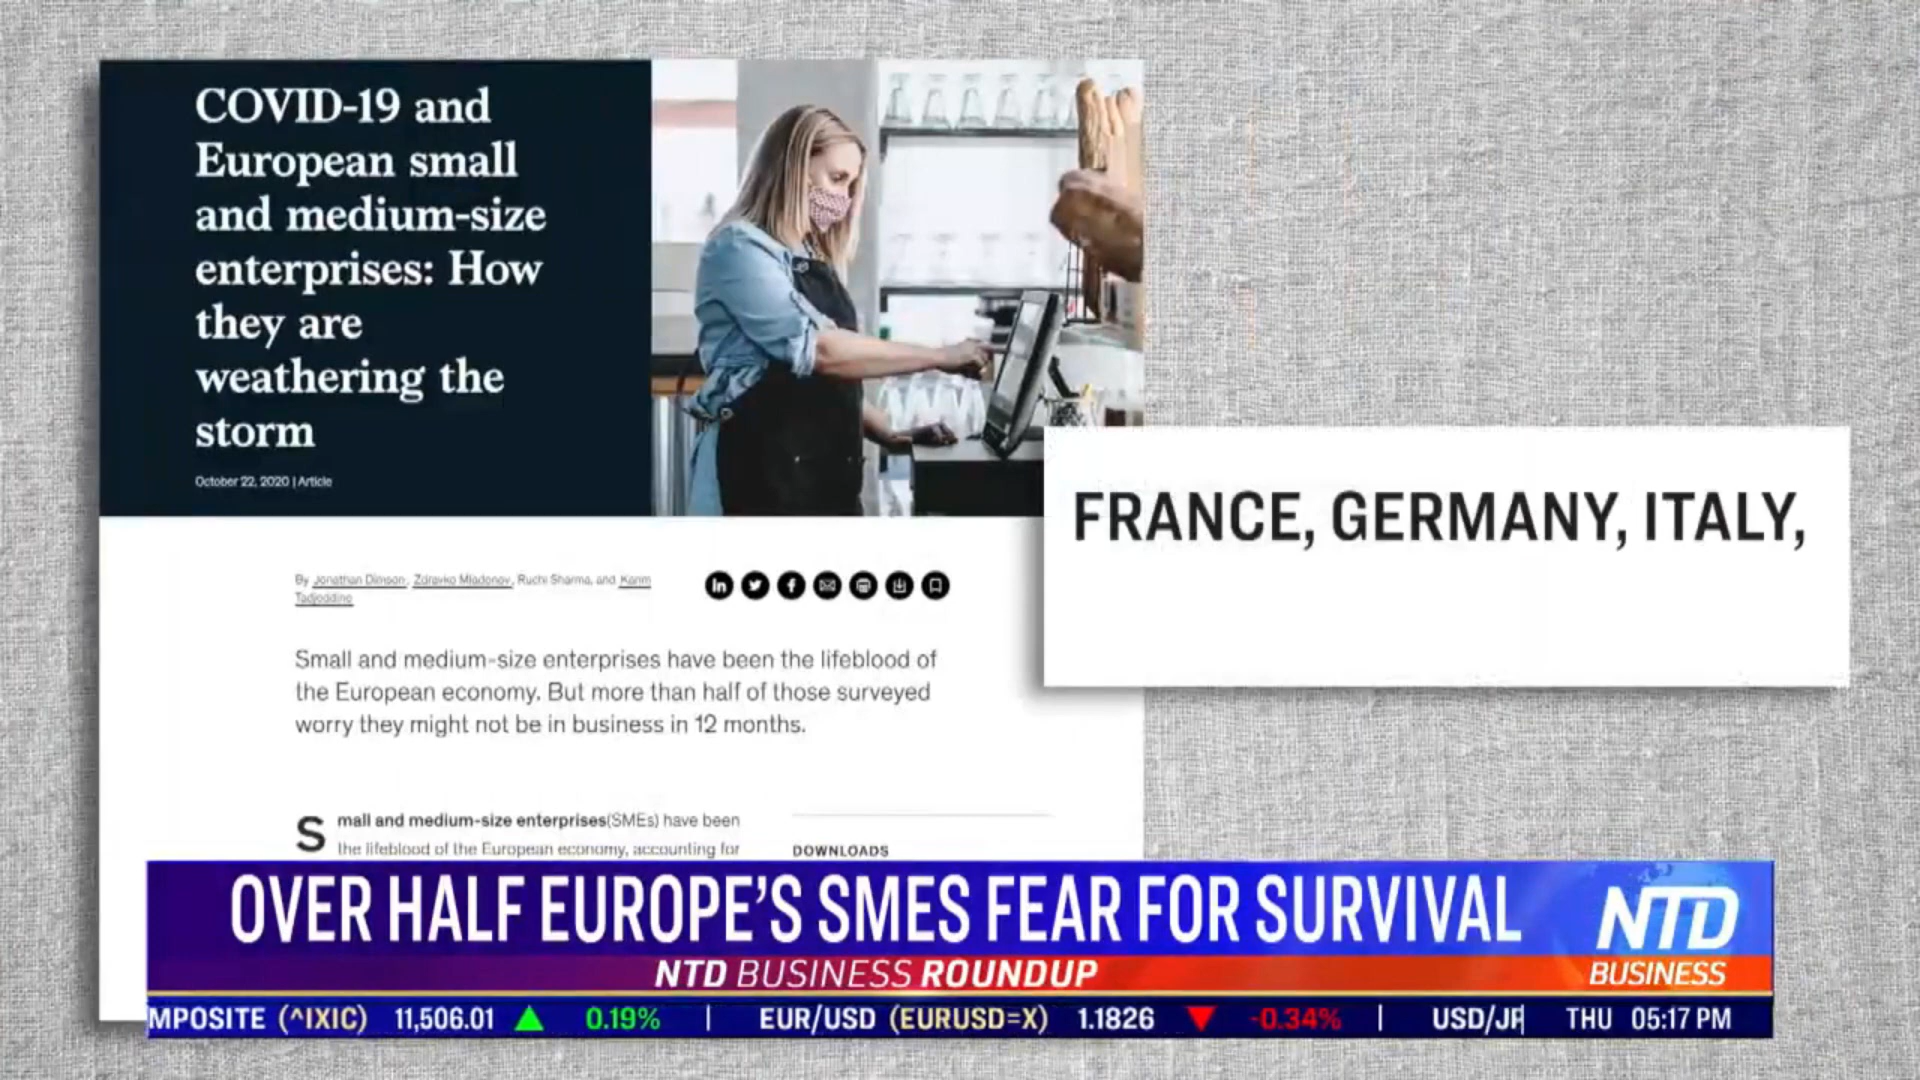 COVID-19 and
European small
and medium-size
enterprises: How
they are
weathering the
storm
October 22, 2020 | Article
By Jonathan Dimson, Zdravko Mladenov, Ruchi Sharma, and Karim
Tadjeddine
Small and medium-size enterprises have been the lifeblood of
the European economy. But more than half of those surveyed
worry they might not be in business in 12 months.
Small and medium-size enterprises(SMEs) have been
the lifeblood of the European economy, accounting for
DOWNLOADS
FRANCE, GERMANY, ITALY,
OVER HALF EUROPE'S SMES FEAR FOR SURVIVAL
NTD BUSINESS ROUNDUP
NTD
BUSINESS
MPOSITE (^IXIC) 11,506.01 ▲ 0.19% | EUR/USD (EURUSD=X) 1.1826 ▼ -0.34% | USD/JP THU 05:17 PM